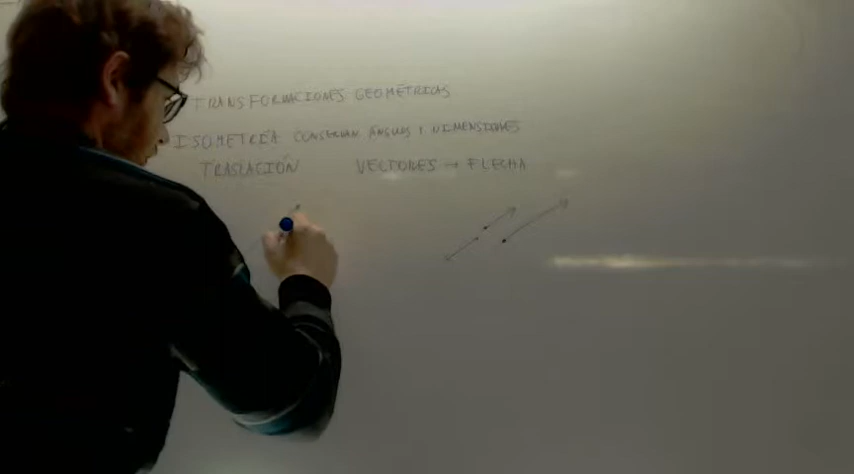 TRANSFORMACIONES GEOMÉTRICAS
ISOMETRÍA CONSERVAN ÁNGULOS Y DIMENSIONES
TRASLACIÓN VECTORES → FLECHA